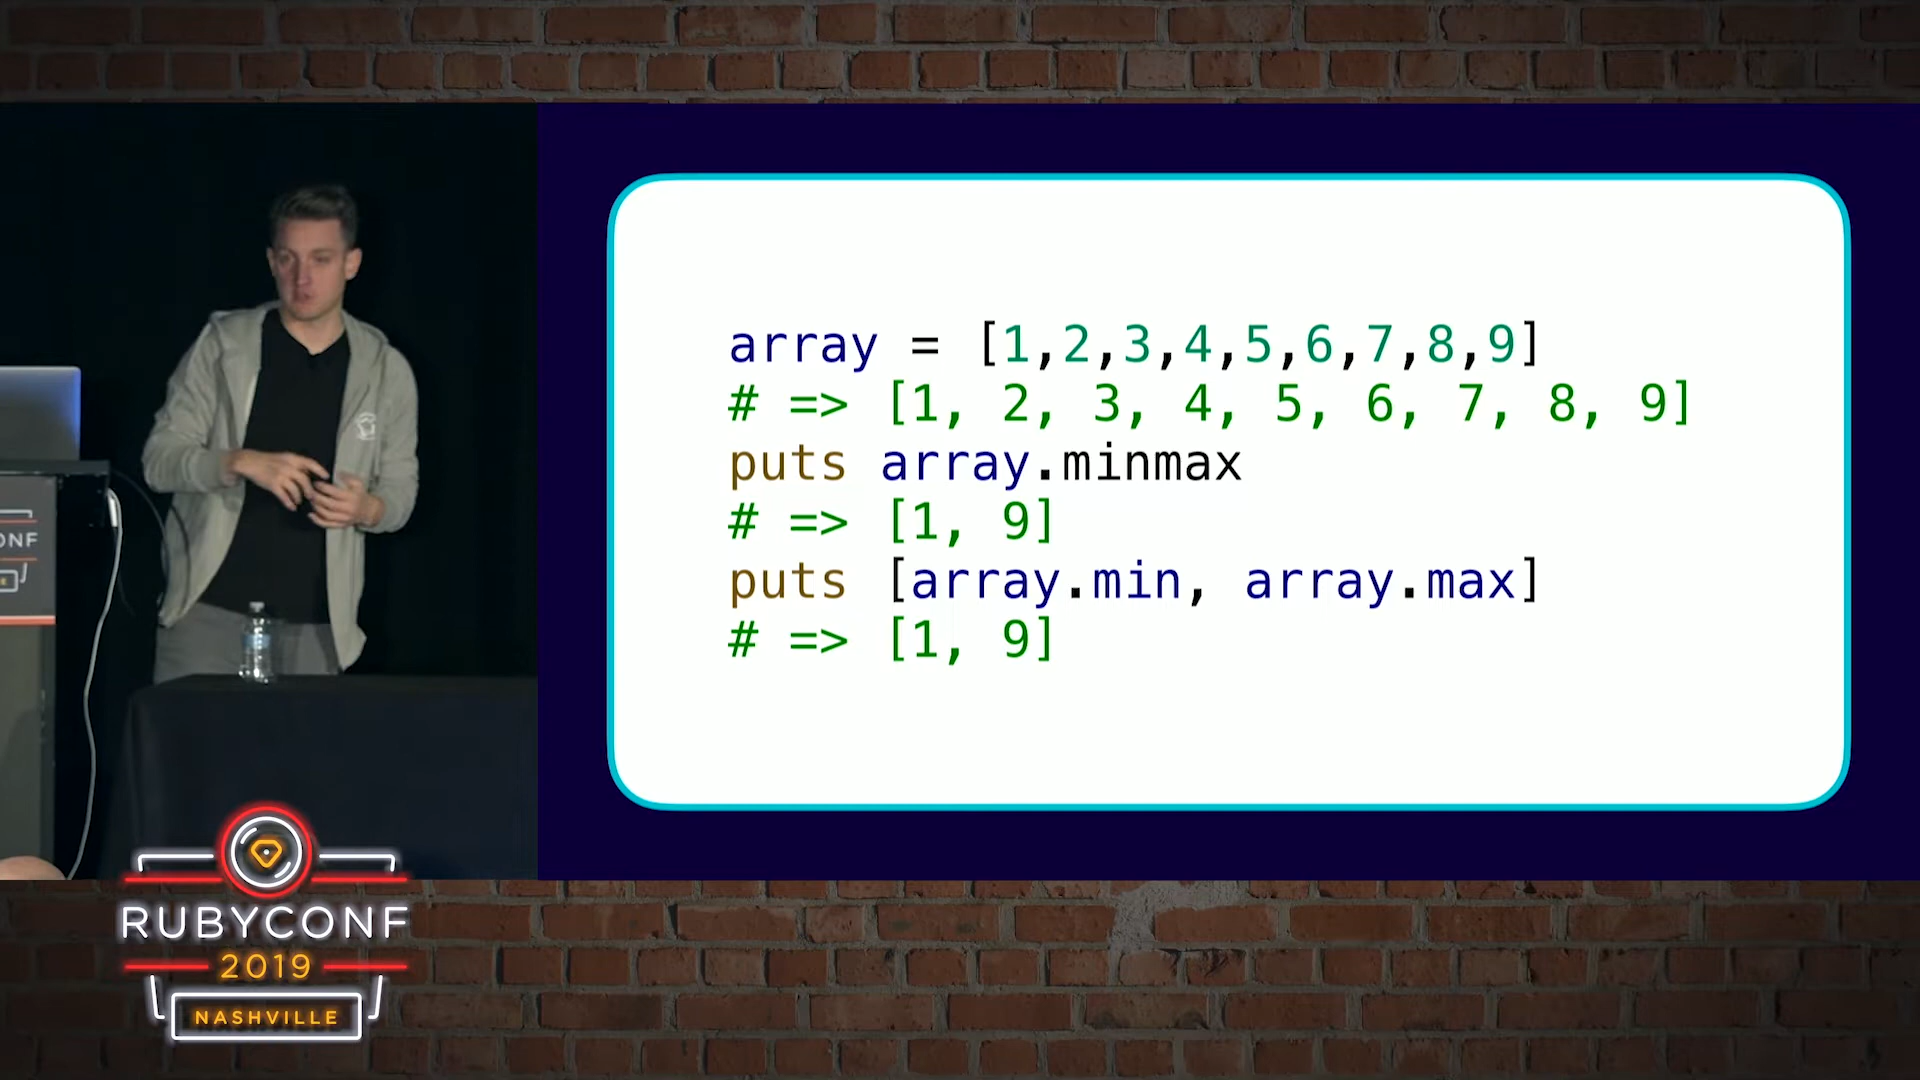 array = [1,2,3,4,5,6,7,8,9]
# => [1, 2, 3, 4, 5, 6, 7, 8, 9]
puts array.minmax
# => [1, 9]
puts [array.min, array.max]
# => [1, 9]
ONF
RUBYCONF
2019
NASHVILLE